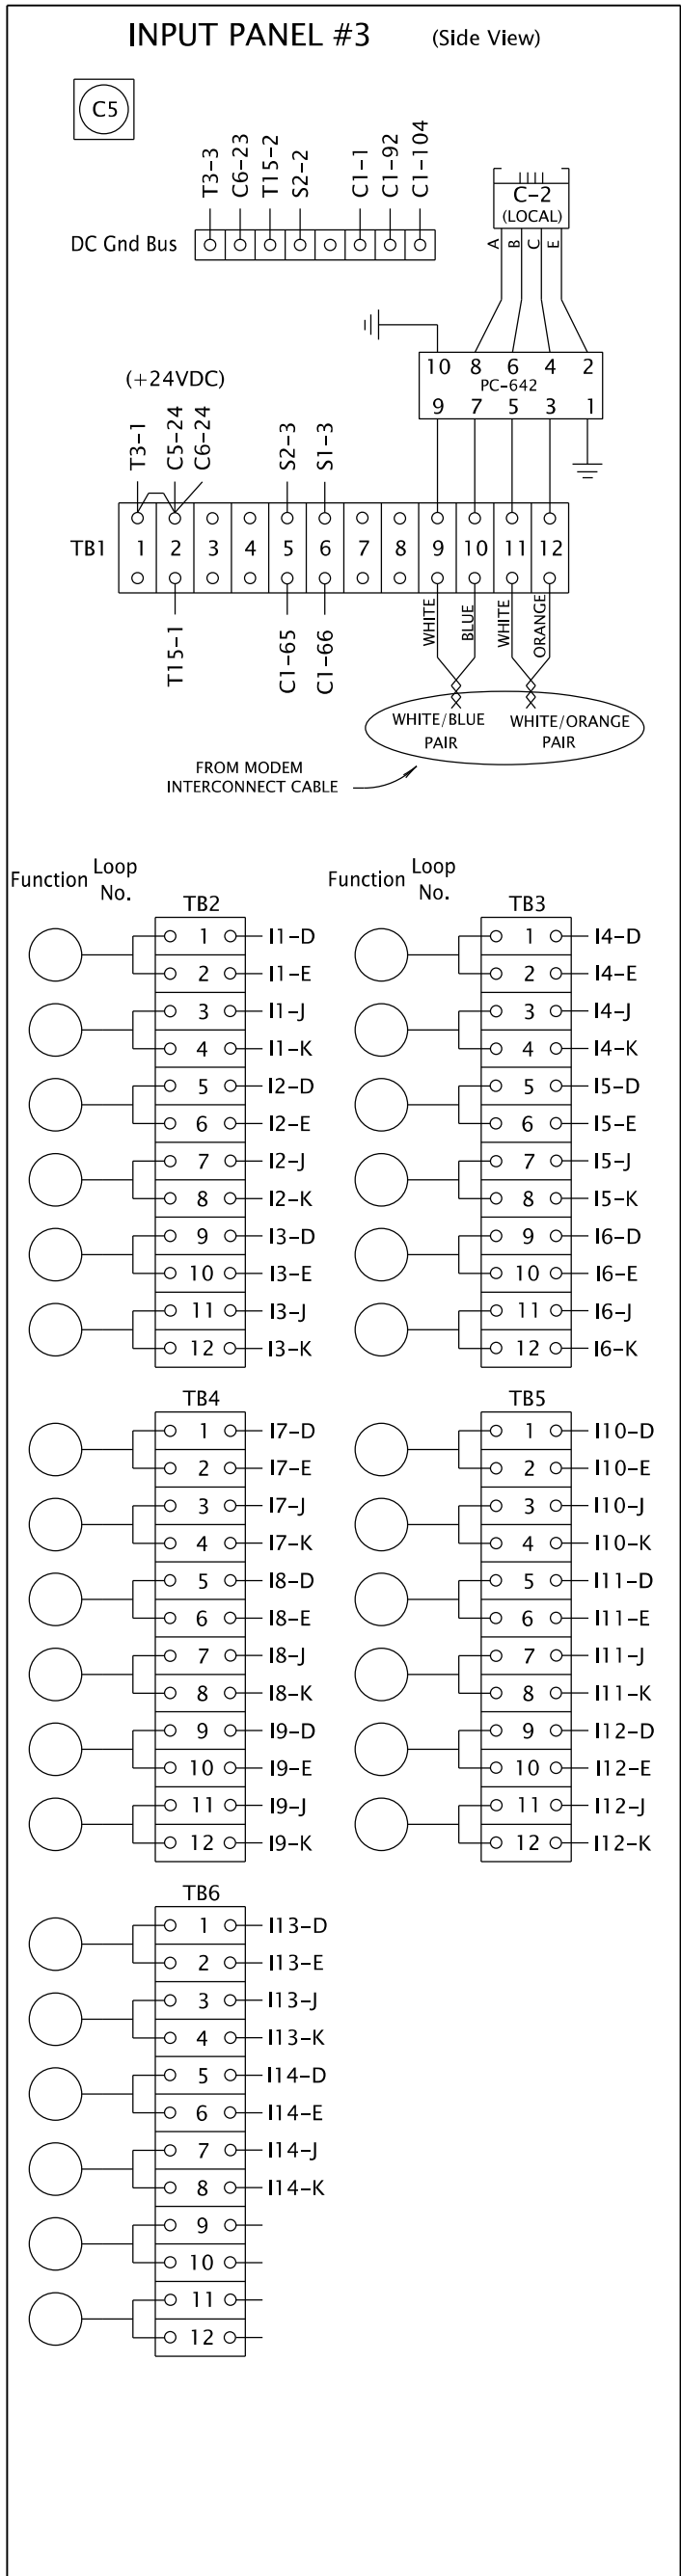 INPUT PANEL #3 (Side View)
C5
T3-3
C6-23
T15-2
S2-2
C1-1
C1-92
C1-104
DC Gnd Bus
C-2
(LOCAL)
A
B
C
E
10 8 6 4 2
PC-642
9 7 5 3 1
(+24VDC)
T3-1
C5-24
C6-24
S2-3
S1-3
TB1 1 2 3 4 5 6 7 8 9 10 11 12
T15-1
C1-65
C1-66
WHITE
BLUE
WHITE
ORANGE
WHITE/BLUE
PAIR
WHITE/ORANGE
PAIR
FROM MODEM
INTERCONNECT CABLE
Function Loop
No.
TB2
1 I1-D
2 I1-E
3 I1-J
4 I1-K
5 I2-D
6 I2-E
7 I2-J
8 I2-K
9 I3-D
10 I3-E
11 I3-J
12 I3-K
Function Loop
No.
TB3
1 I4-D
2 I4-E
3 I4-J
4 I4-K
5 I5-D
6 I5-E
7 I5-J
8 I5-K
9 I6-D
10 I6-E
11 I6-J
12 I6-K
TB4
1 I7-D
2 I7-E
3 I7-J
4 I7-K
5 I8-D
6 I8-E
7 I8-J
8 I8-K
9 I9-D
10 I9-E
11 I9-J
12 I9-K
TB5
1 I10-D
2 I10-E
3 I10-J
4 I10-K
5 I11-D
6 I11-E
7 I11-J
8 I11-K
9 I12-D
10 I12-E
11 I12-J
12 I12-K
TB6
1 I13-D
2 I13-E
3 I13-J
4 I13-K
5 I14-D
6 I14-E
7 I14-J
8 I14-K
9
10
11
12